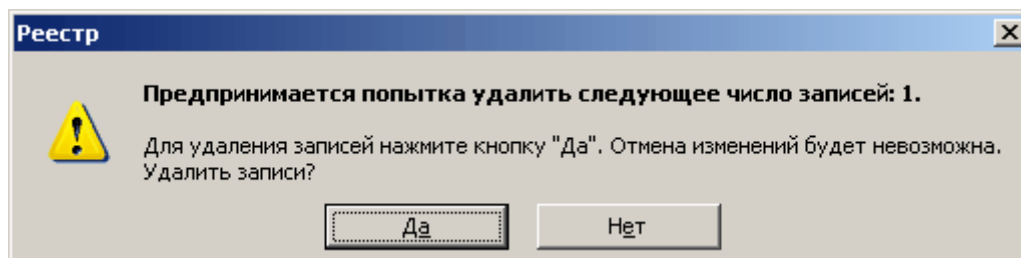 Реестр
Предпринимается попытка удалить следующее число записей: 1.
Для удаления записей нажмите кнопку "Да". Отмена изменений будет невозможна.
Удалить записи?
Да Нет